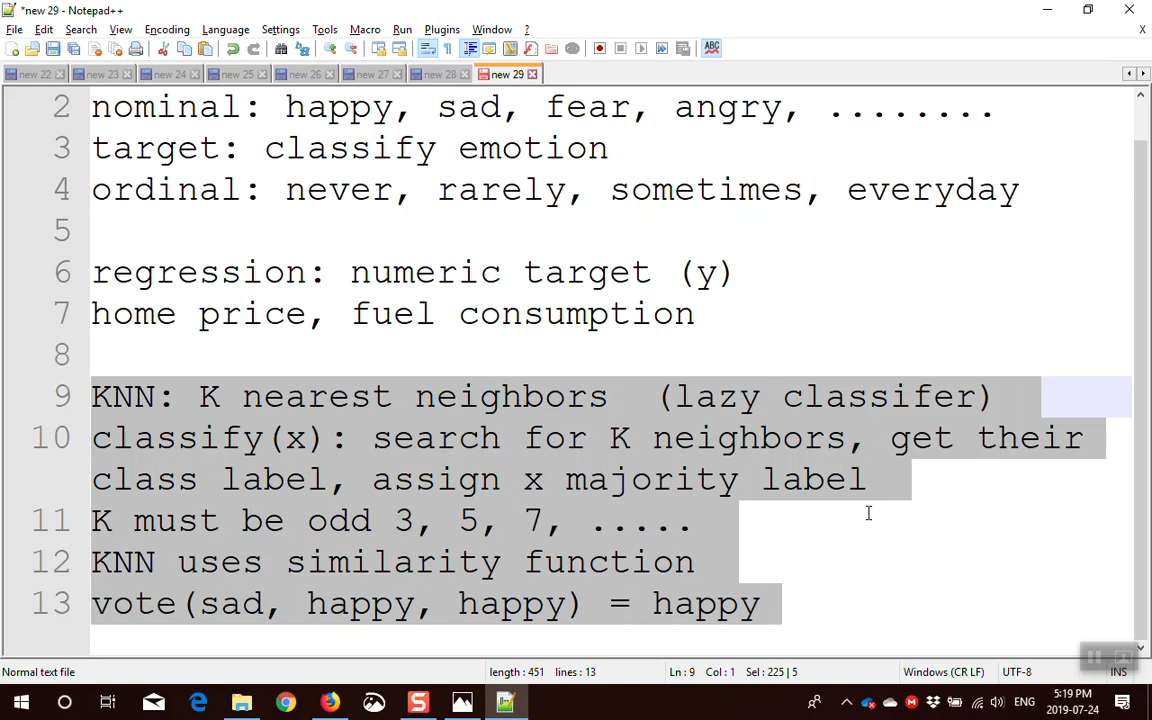 *new 29 - Notepad++
File Edit Search View Encoding Language Settings Tools Macro Run Plugins Window ? X
new 22 new 23 new 24 new 25 new 26 new 27 new 28 new 29
2 nominal: happy, sad, fear, angry, ........
3 target: classify emotion
4 ordinal: never, rarely, sometimes, everyday
5
6 regression: numeric target (y)
7 home price, fuel consumption
8
9 KNN: K nearest neighbors (lazy classifer)
10 classify(x): search for K neighbors, get their
class label, assign x majority label
11 K must be odd 3, 5, 7, .....
12 KNN uses similarity function
13 vote(sad, happy, happy) = happy
Normal text file length : 451 lines : 13 Ln : 9 Col : 1 Sel : 225 | 5 Windows (CR LF) UTF-8 INS
ENG 5:19 PM
2019-07-24